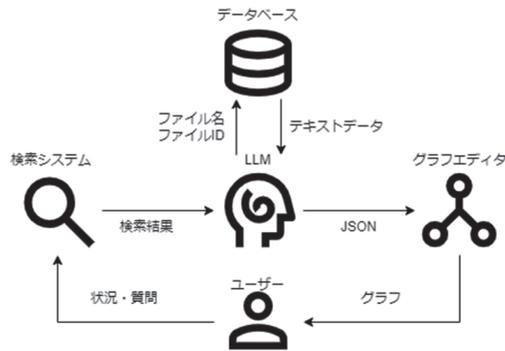 データベース
ファイル名
ファイルID
テキストデータ
検索システム
LLM
グラフエディタ
検索結果
JSON
ユーザー
状況・質問
グラフ